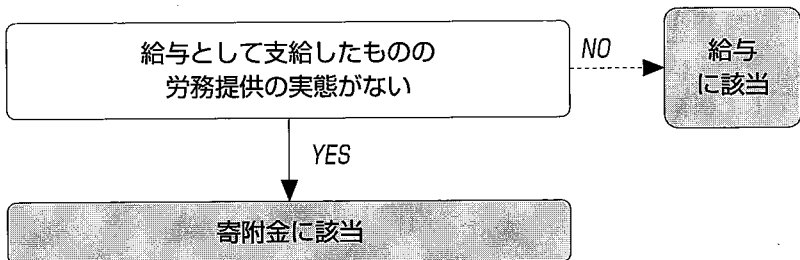 給与として支給したものの
労務提供の実態がない
NO
給与
に該当
YES
寄附金に該当